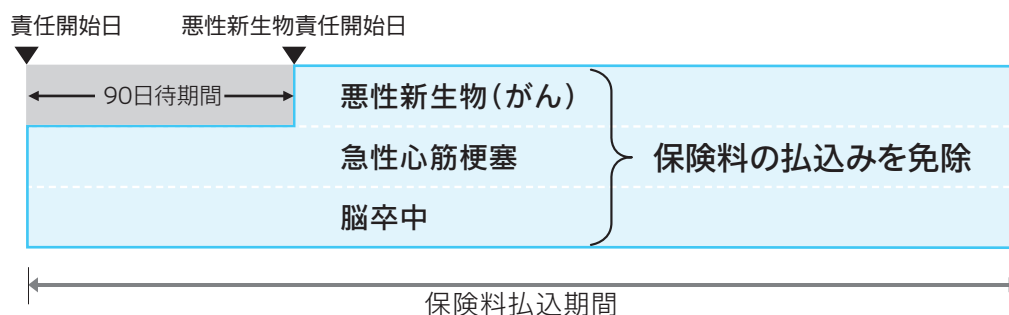 責任開始日 悪性新生物責任開始日
90日待期間
悪性新生物(がん)
急性心筋梗塞
脳卒中
保険料の払込みを免除
保険料払込期間